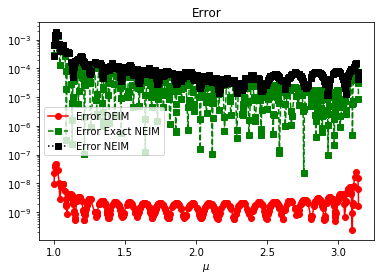 Error
10⁻³
10⁻⁴
10⁻⁵
10⁻⁶
10⁻⁷
10⁻⁸
10⁻⁹
Error DEIM
Error Exact NEIM
Error NEIM
1.0 1.5 2.0 2.5 3.0
μ